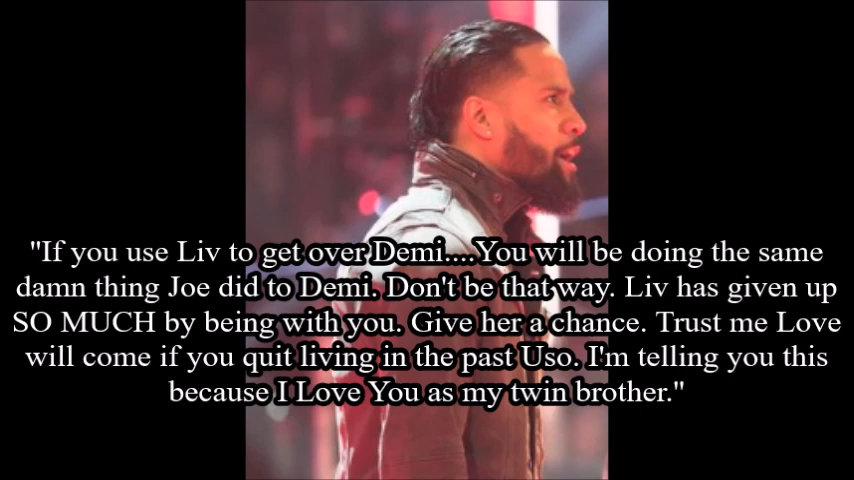 "If you use Liv to get over Demi....You will be doing the same
damn thing Joe did to Demi. Don't be that way. Liv has given up
SO MUCH by being with you. Give her a chance. Trust me Love
will come if you quit living in the past Uso. I'm telling you this
because I Love You as my twin brother."